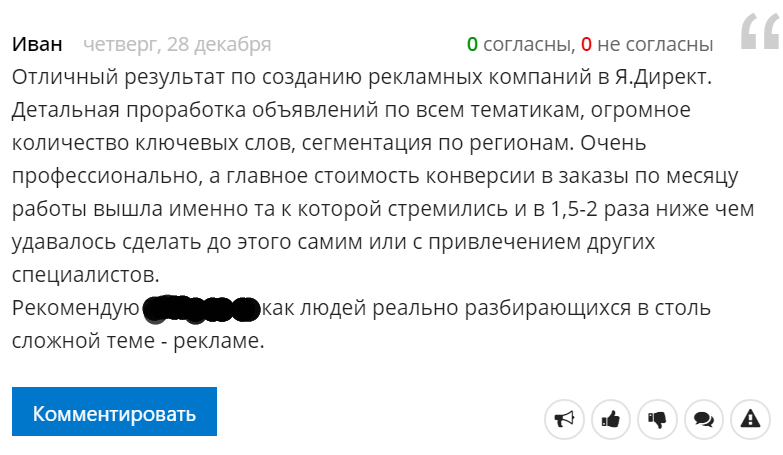 Иван четверг, 28 декабря 0 согласны, 0 не согласны
Отличный результат по созданию рекламных компаний в Я.Директ.
Детальная проработка объявлений по всем тематикам, огромное
количество ключевых слов, сегментация по регионам. Очень
профессионально, а главное стоимость конверсии в заказы по месяцу
работы вышла именно та к которой стремились и в 1,5-2 раза ниже чем
удавалось сделать до этого самим или с привлечением других
специалистов.
Рекомендую как людей реально разбирающихся в столь
сложной теме - рекламе.
Комментировать